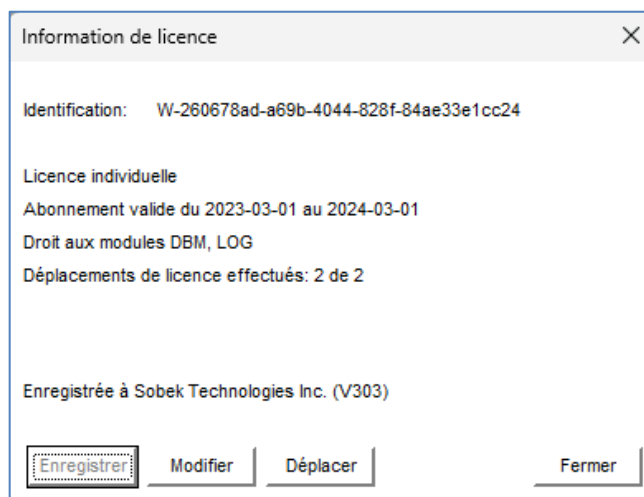 Information de licence
Identification: W-260678ad-a69b-4044-828f-84ae33e1cc24
Licence individuelle
Abonnement valide du 2023-03-01 au 2024-03-01
Droit aux modules DBM, LOG
Déplacements de licence effectués: 2 de 2
Enregistrée à Sobek Technologies Inc. (V303)
Enregistrer Modifier Déplacer Fermer